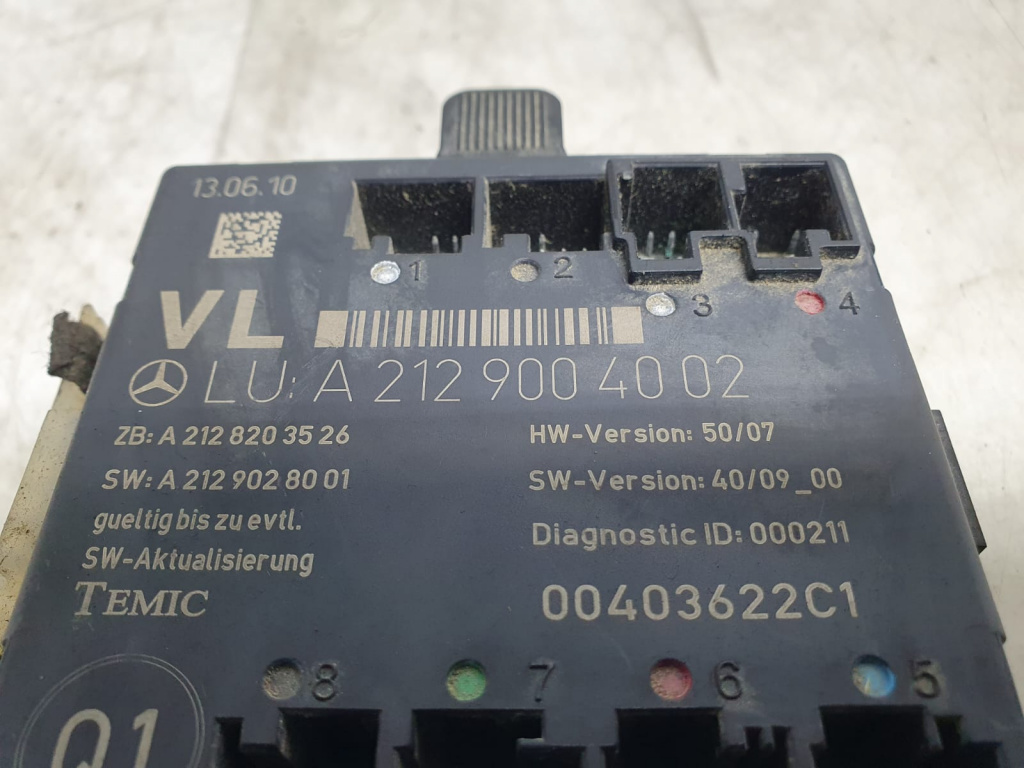 13.06.10
1 2 3 4
VL
LU: A 212 900 40 02
ZB: A 212 820 35 26
HW-Version: 50/07
SW: A 212 902 80 01
SW-Version: 40/09_00
gueltig bis zu evtl.
SW-Aktualisierung
Diagnostic ID: 000211
TEMIC
00403622C1
8 7 6 5
Q1